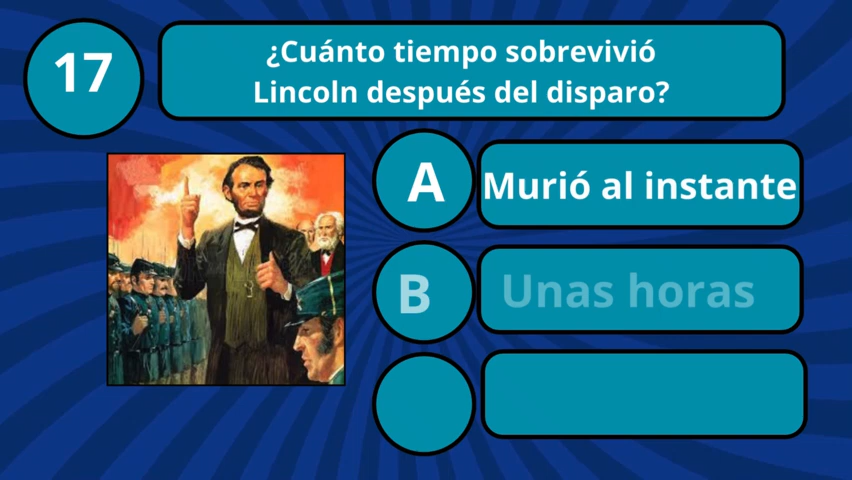 17
¿Cuánto tiempo sobrevivió
Lincoln después del disparo?
A
Murió al instante
B
Unas horas